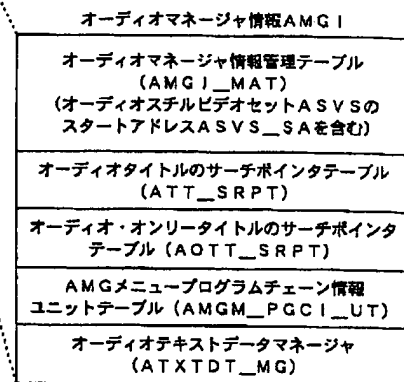 オーディオマネージャ情報AMGI
オーディオマネージャ情報管理テーブル
(AMGI__MAT)
(オーディオスチルビデオセットASVSの
スタートアドレスASVS__SAを含む)
オーディオタイトルのサーチポインタテーブル
(ATT__SRPT)
オーディオ・オンリータイトルのサーチポインタ
テーブル(AOTT__SRPT)
AMGメニュープログラムチェーン情報
ユニットテーブル(AMGM__PGCI__UT)
オーディオテキストデータマネージャ
(ATXTDT__MG)